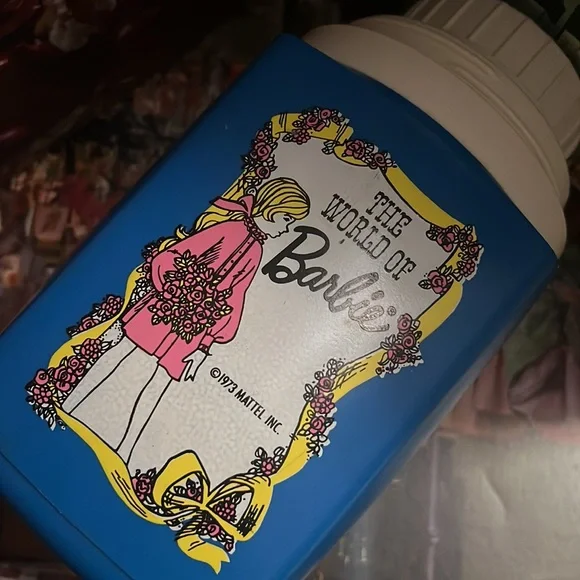 THE
WORLD OF
Barbie
©1973 MATTEL INC.